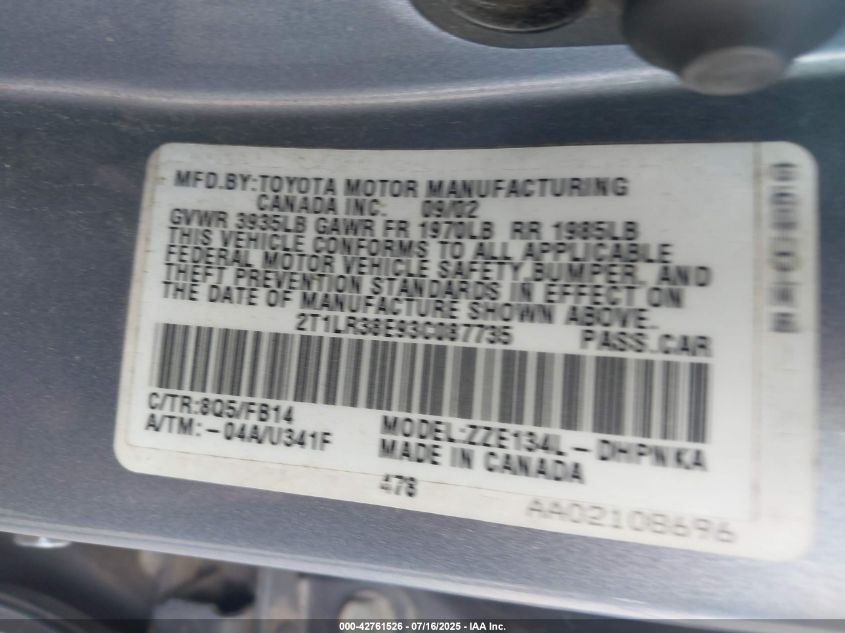 MFD.BY:TOYOTA MOTOR MANUFACTURING
CANADA INC. 09/02
GVWR 3935LB GAWR FR 1970LB RR 1985LB
THIS VEHICLE CONFORMS TO ALL APPLICABLE
FEDERAL MOTOR VEHICLE SAFETY,BUMPER, AND
THEFT PREVENTION STANDARDS IN EFFECT ON
THE DATE OF MANUFACTURE SHOWN ABOVE.
2T1LR38E93C087735 PASS.CAR
C/TR:8Q5/FB14
A/TM:-04A/U341F
MODEL:ZZE134L-DHPNKA
MADE IN CANADA
478
AA02108696
000-42761526 - 07/16/2025 - IAA Inc.